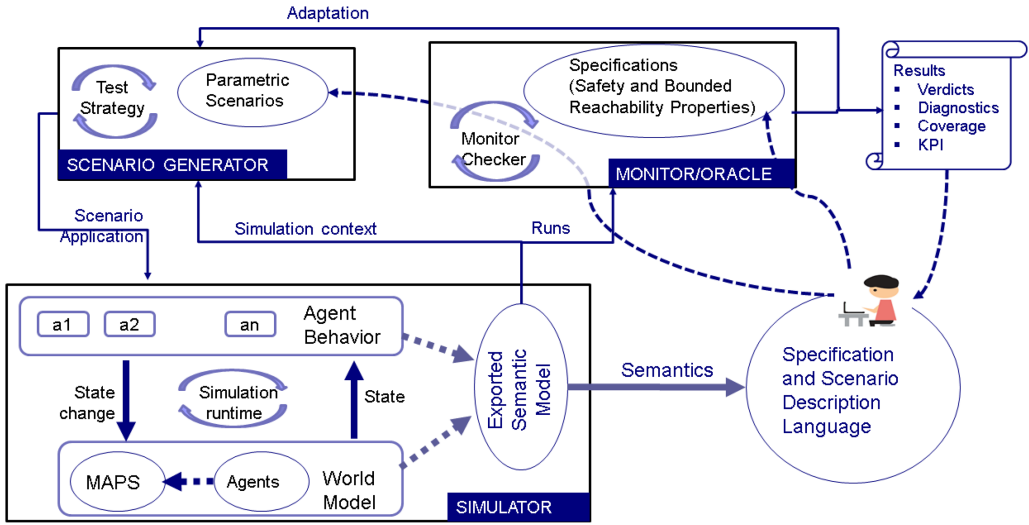 Adaptation
Test
Strategy
Parametric
Scenarios
SCENARIO GENERATOR
Specifications
(Safety and Bounded
Reachability Properties)
Monitor
Checker
MONITOR/ORACLE
Results
▪ Verdicts
▪ Diagnostics
▪ Coverage
▪ KPI
Scenario
Application
Simulation context
Runs
a1
a2
an
Agent
Behavior
State
change
Simulation
runtime
State
MAPS
Agents
World
Model
Exported
Semantic
Model
SIMULATOR
Semantics
Specification
and Scenario
Description
Language